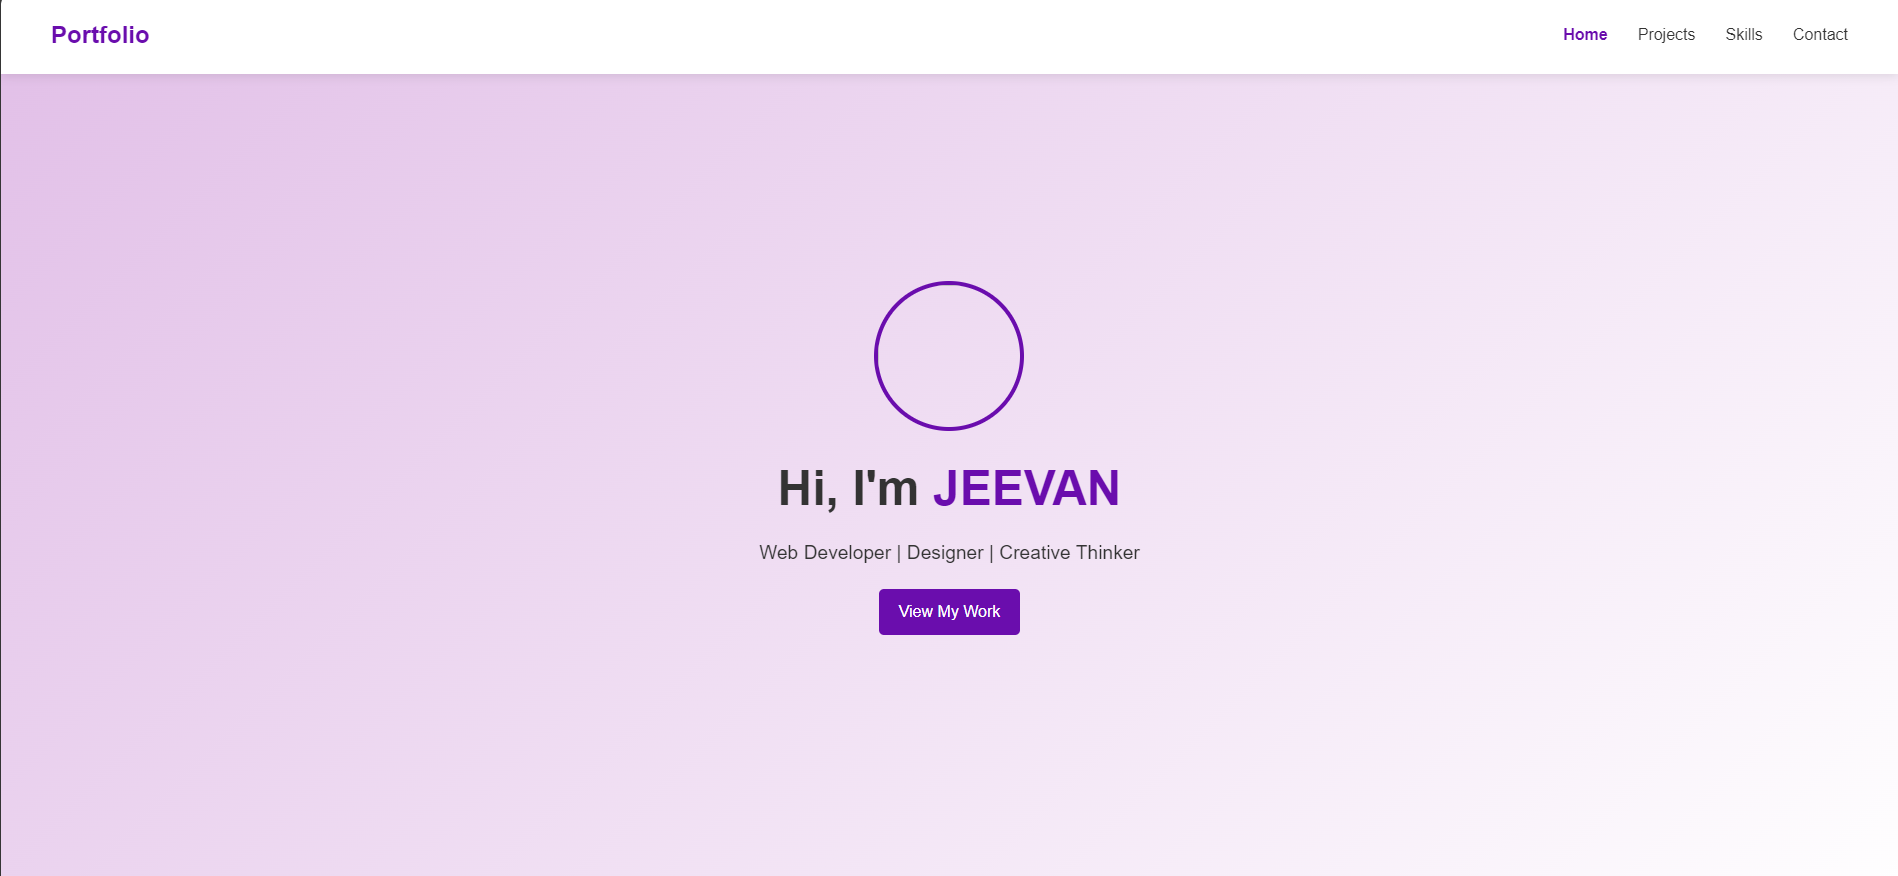 Portfolio
Home Projects Skills Contact
Hi, I'm JEEVAN
Web Developer | Designer | Creative Thinker
View My Work